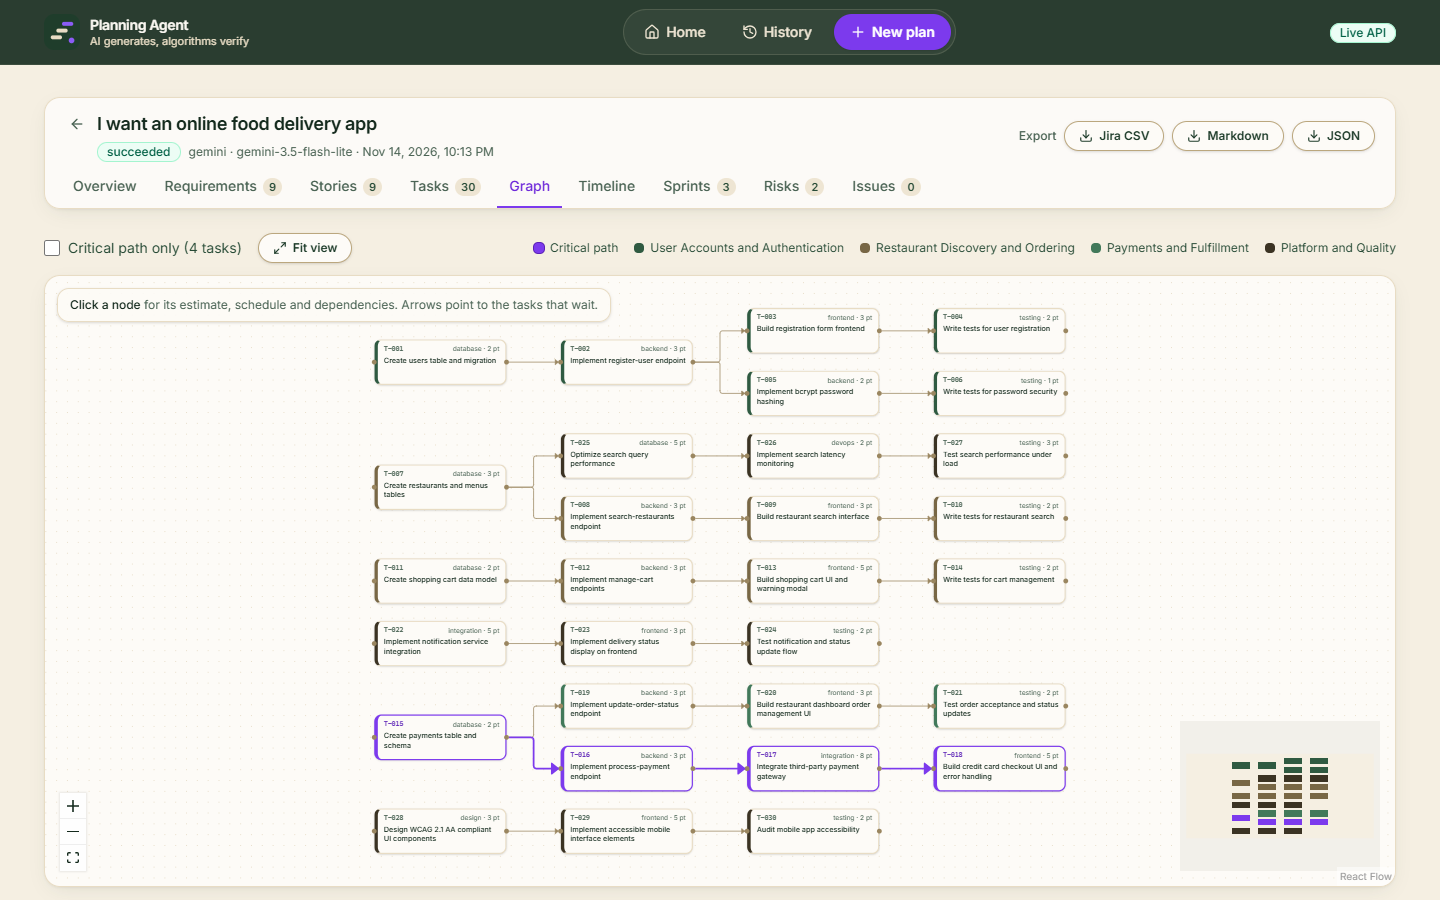 Planning Agent
AI generates, algorithms verify
Home
History
New plan
Live API
I want an online food delivery app
succeeded
gemini · gemini-3.5-flash-lite · Nov 14, 2026, 10:13 PM
Export
Jira CSV
Markdown
JSON
Overview
Requirements 9
Stories 9
Tasks 30
Graph
Timeline
Sprints 3
Risks 2
Issues 0
Critical path only (4 tasks)
Fit view
Critical path
User Accounts and Authentication
Restaurant Discovery and Ordering
Payments and Fulfillment
Platform and Quality
Click a node for its estimate, schedule and dependencies. Arrows point to the tasks that wait.
T-001 database · 2 pt
Create users table and migration
T-002 backend · 3 pt
Implement register-user endpoint
T-003 frontend · 3 pt
Build registration form frontend
T-004 testing · 2 pt
Write tests for user registration
T-005 backend · 2 pt
Implement bcrypt password
hashing
T-006 testing · 1 pt
Write tests for password security
T-007 database · 3 pt
Create restaurants and menus
tables
T-025 database · 5 pt
Optimize search query
performance
T-026 devops · 2 pt
Implement search latency
monitoring
T-027 testing · 3 pt
Test search performance under
load
T-008 backend · 3 pt
Implement search-restaurants
endpoint
T-009 frontend · 3 pt
Build restaurant search interface
T-010 testing · 2 pt
Write tests for restaurant search
T-011 database · 2 pt
Create shopping cart data model
T-012 backend · 3 pt
Implement manage-cart
endpoints
T-013 frontend · 5 pt
Build shopping cart UI and
warning modal
T-014 testing · 2 pt
Write tests for cart management
T-022 integration · 5 pt
Implement notification service
integration
T-023 frontend · 3 pt
Implement delivery status
display on frontend
T-024 testing · 2 pt
Test notification and status
update flow
T-015 database · 2 pt
Create payments table and
schema
T-019 backend · 3 pt
Implement update-order-status
endpoint
T-020 frontend · 3 pt
Build restaurant dashboard order
management UI
T-021 testing · 2 pt
Test order acceptance and status
updates
T-016 backend · 3 pt
Implement process-payment
endpoint
T-017 integration · 8 pt
Integrate third-party payment
gateway
T-018 frontend · 5 pt
Build credit card checkout UI and
error handling
T-028 design · 3 pt
Design WCAG 2.1 AA compliant
UI components
T-029 frontend · 5 pt
Implement accessible mobile
interface elements
T-030 testing · 2 pt
Audit mobile app accessibility
React Flow